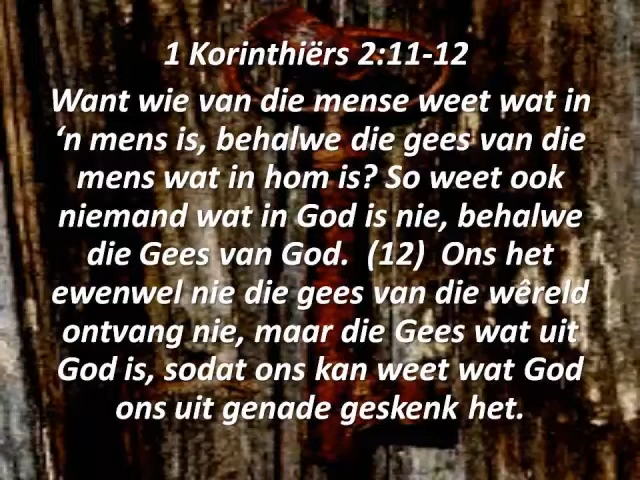 1 Korinthiërs 2:11-12
Want wie van die mense weet wat in
‘n mens is, behalwe die gees van die
mens wat in hom is? So weet ook
niemand wat in God is nie, behalwe
die Gees van God.  (12)  Ons het
ewenwel nie die gees van die wêreld
ontvang nie, maar die Gees wat uit
God is, sodat ons kan weet wat God
ons uit genade geskenk het.